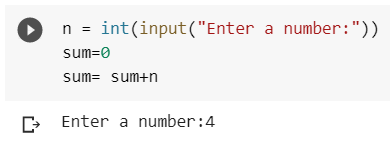 n = int(input("Enter a number:"))
sum=0
sum= sum+n
Enter a number:4